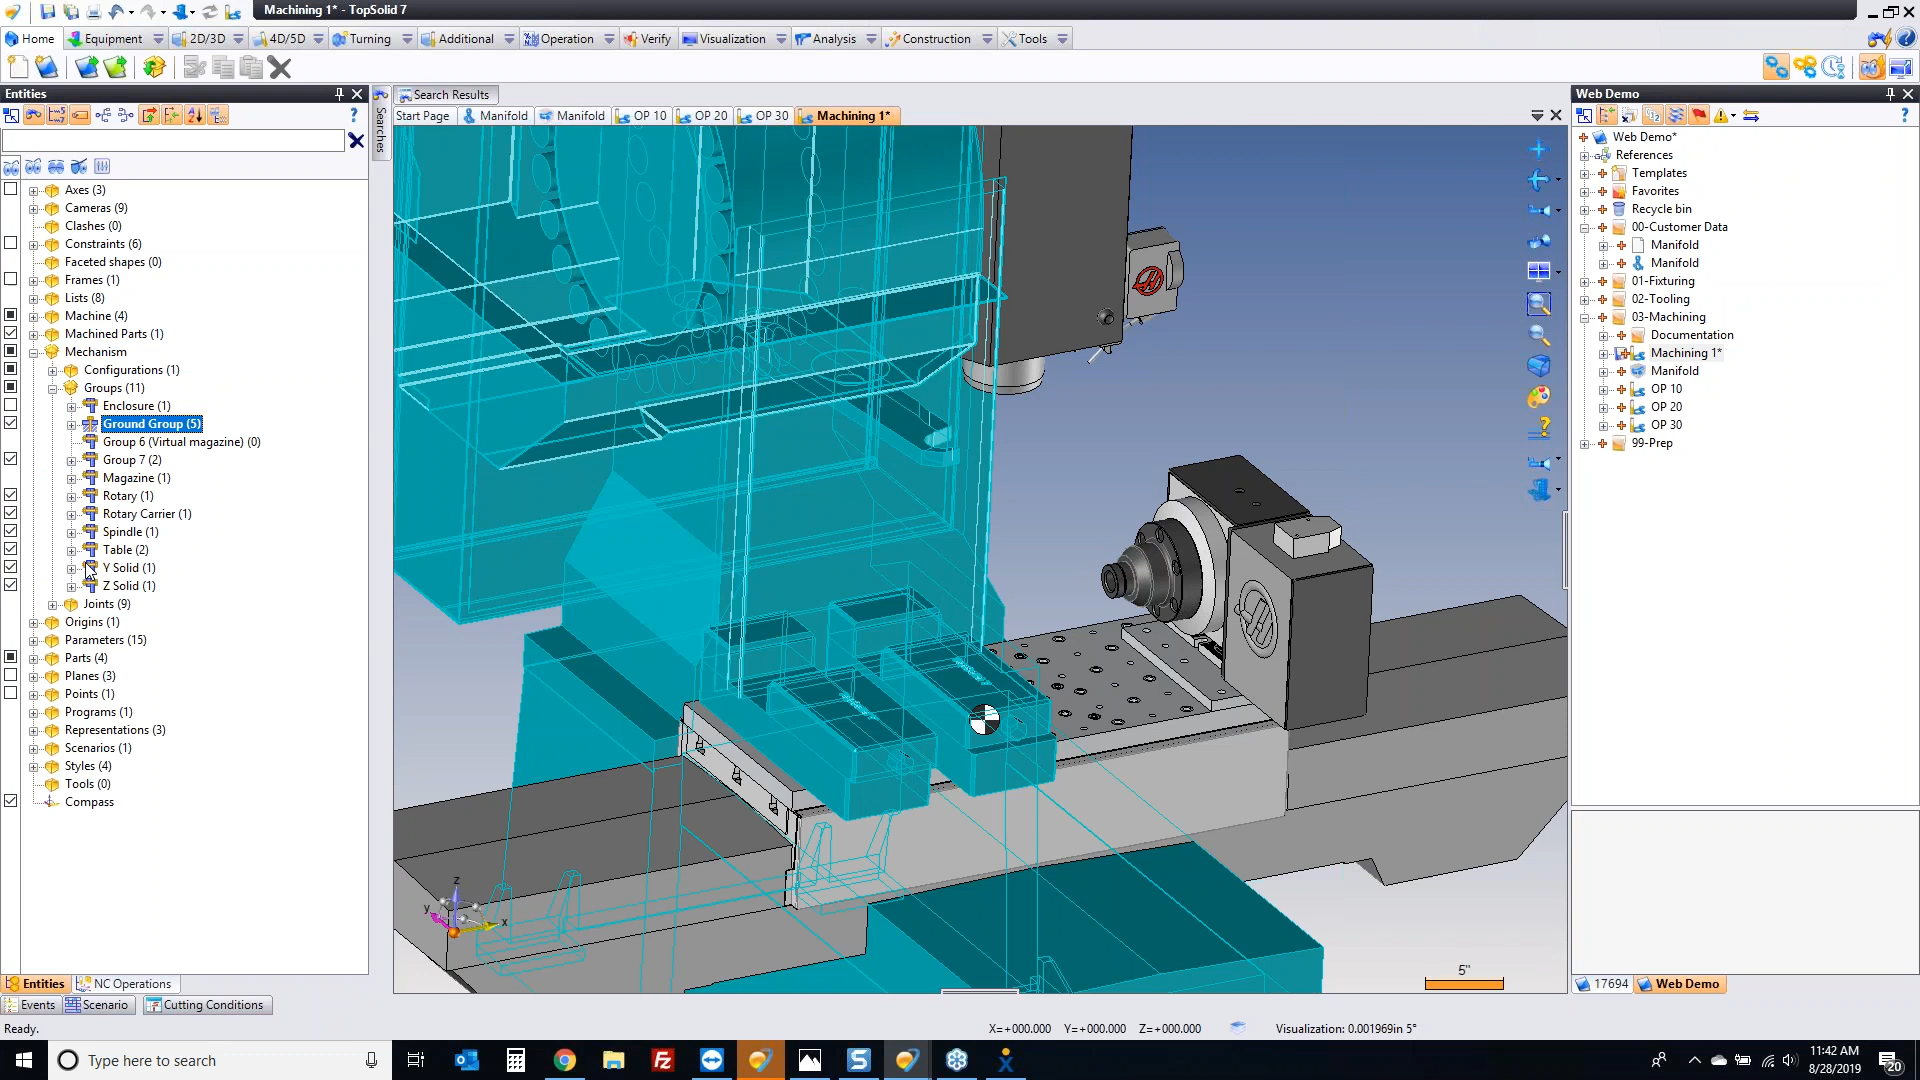 Machining 1* - TopSolid 7
Home Equipment 2D/3D 4D/5D Turning Additional Operation Verify Visualization Analysis Construction Tools
Entities
Search Results
Web Demo
Start Page Manifold Manifold OP 10 OP 20 OP 30 Machining 1*
Searches
Axes (3)
Cameras (9)
Clashes (0)
Constraints (6)
Faceted shapes (0)
Frames (1)
Lists (8)
Machine (4)
Machined Parts (1)
Mechanism
Configurations (1)
Groups (11)
Enclosure (1)
Ground Group (5)
Group 6 (Virtual magazine) (0)
Group 7 (2)
Magazine (1)
Rotary (1)
Rotary Carrier (1)
Spindle (1)
Table (2)
Y Solid (1)
Z Solid (1)
Joints (9)
Origins (1)
Parameters (15)
Parts (4)
Planes (3)
Points (1)
Programs (1)
Representations (3)
Scenarios (1)
Styles (4)
Tools (0)
Compass
Web Demo*
References
Templates
Favorites
Recycle bin
00-Customer Data
Manifold
Manifold
01-Fixturing
02-Tooling
03-Machining
Documentation
Machining 1*
Manifold
OP 10
OP 20
OP 30
99-Prep
z
y
x
5"
Entities NC Operations
17694 Web Demo
Events Scenario Cutting Conditions
Ready.
X=+000.000 Y=+000.000 Z=+000.000 Visualization: 0.001969in 5°
Type here to search
11:42 AM
8/28/2019
20